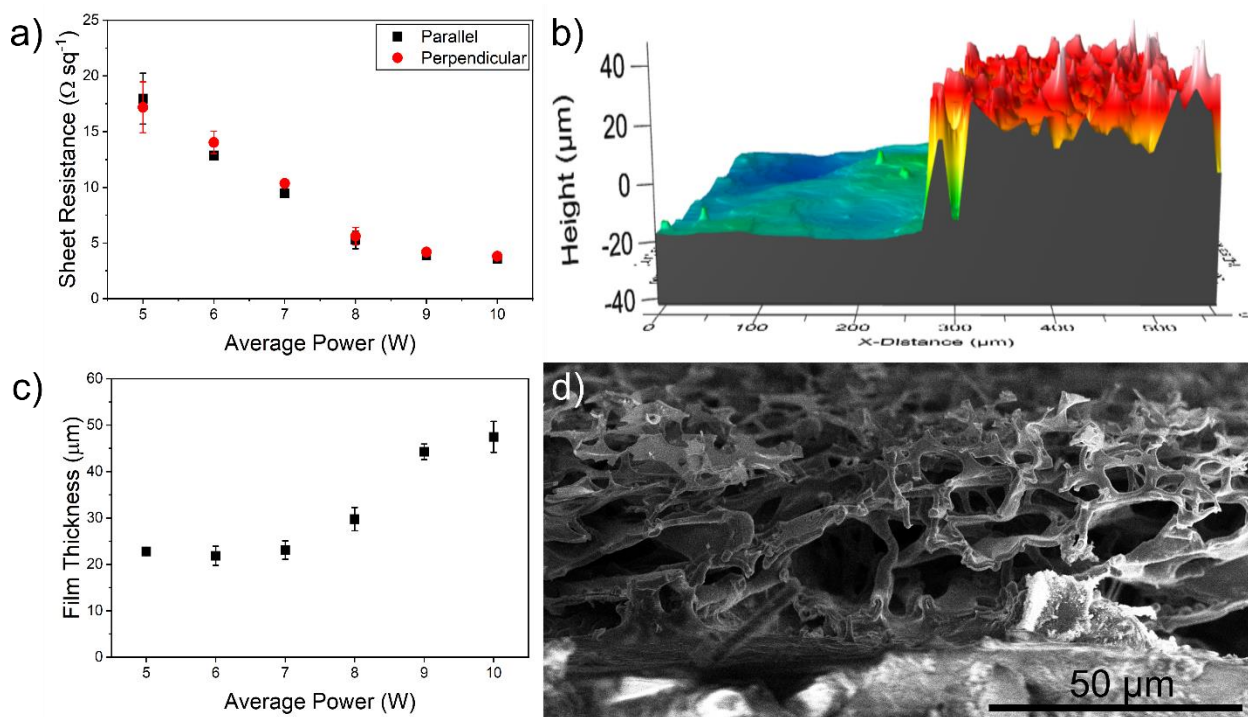 a)
Sheet Resistance (Ω sq⁻¹)
25
20
15
10
5
0
Parallel
Perpendicular
5 6 7 8 9 10
Average Power (W)
b)
Height (µm)
40
20
0
-20
-40
0 100 200 300 400 500
X-Distance (µm)
c)
Film Thickness (µm)
60
50
40
30
20
10
0
5 6 7 8 9 10
Average Power (W)
d)
50 µm